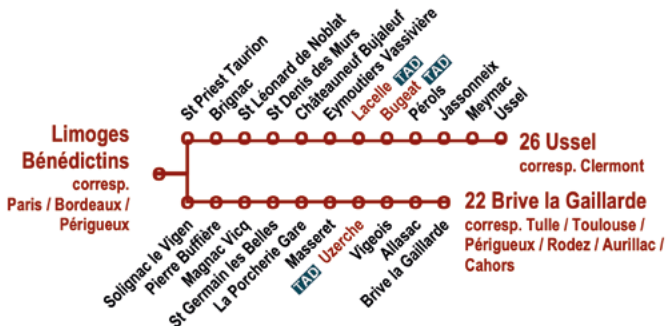 St Priest Taurion
Brignac
St Léonard de Noblat
St Denis des Murs
Châteauneuf Bujaleuf
Eymoutiers Vassivière
Lacelle TAD
Bugeat TAD
Pérols
Jassonneix
Meymac
Ussel
Limoges
Bénédictins
corresp.
Paris / Bordeaux /
Périgueux
26 Ussel
corresp. Clermont
22 Brive la Gaillarde
corresp. Tulle / Toulouse /
Périgueux / Rodez / Aurillac /
Cahors
Solignac le Vigen
Pierre Buffière
Magnac Vicq
St Germain les Belles
La Porcherie Gare
Masseret
TAD Uzerche
Vigeois
Allasac
Brive la Gaillarde